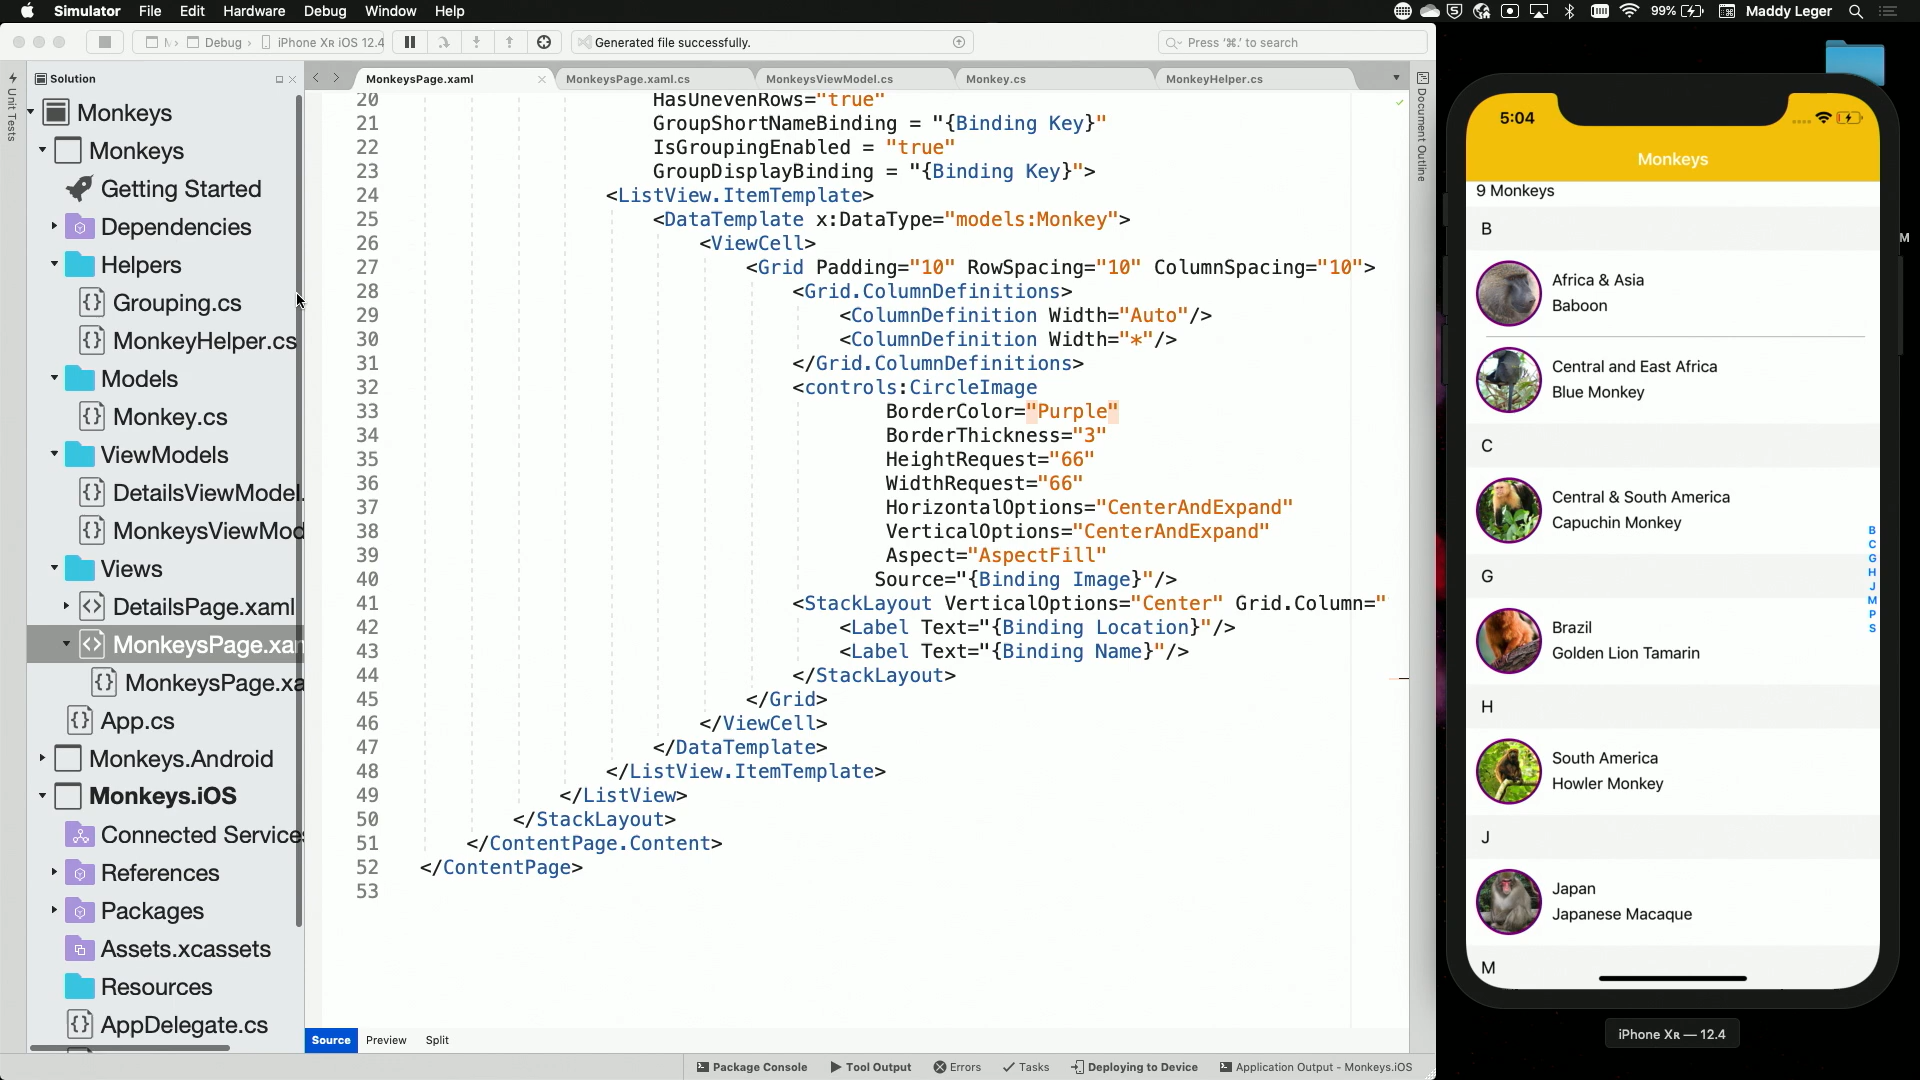 Simulator File Edit Hardware Debug Window Help
99% Maddy Leger
Debug iPhone XR iOS 12.4
Generated file successfully.
Press '⌘.' to search
Unit Tests
Solution
Monkeys
Monkeys
Getting Started
Dependencies
Helpers
Grouping.cs
MonkeyHelper.cs
Models
Monkey.cs
ViewModels
DetailsViewModel.
MonkeysViewMod
Views
DetailsPage.xaml
MonkeysPage.xam
MonkeysPage.xa
App.cs
Monkeys.Android
Monkeys.iOS
Connected Services
References
Packages
Assets.xcassets
Resources
AppDelegate.cs
MonkeysPage.xaml MonkeysPage.xaml.cs MonkeysViewModel.cs Monkey.cs MonkeyHelper.cs
20 HasUnevenRows="true"
21 GroupShortNameBinding = "{Binding Key}"
22 IsGroupingEnabled = "true"
23 GroupDisplayBinding = "{Binding Key}">
24 <ListView.ItemTemplate>
25 <DataTemplate x:DataType="models:Monkey">
26 <ViewCell>
27 <Grid Padding="10" RowSpacing="10" ColumnSpacing="10">
28 <Grid.ColumnDefinitions>
29 <ColumnDefinition Width="Auto"/>
30 <ColumnDefinition Width="*"/>
31 </Grid.ColumnDefinitions>
32 <controls:CircleImage
33 BorderColor="Purple"
34 BorderThickness="3"
35 HeightRequest="66"
36 WidthRequest="66"
37 HorizontalOptions="CenterAndExpand"
38 VerticalOptions="CenterAndExpand"
39 Aspect="AspectFill"
40 Source="{Binding Image}"/>
41 <StackLayout VerticalOptions="Center" Grid.Column="
42 <Label Text="{Binding Location}"/>
43 <Label Text="{Binding Name}"/>
44 </StackLayout>
45 </Grid>
46 </ViewCell>
47 </DataTemplate>
48 </ListView.ItemTemplate>
49 </ListView>
50 </StackLayout>
51 </ContentPage.Content>
52 </ContentPage>
53
Source Preview Split
Package Console Tool Output Errors Tasks Deploying to Device Application Output - Monkeys.iOS
Document Outline
5:04
Monkeys
9 Monkeys
B
Africa & Asia
Baboon
Central and East Africa
Blue Monkey
C
Central & South America
Capuchin Monkey
G
Brazil
Golden Lion Tamarin
H
South America
Howler Monkey
J
Japan
Japanese Macaque
M
B
C
G
H
J
M
P
S
iPhone XR — 12.4
M